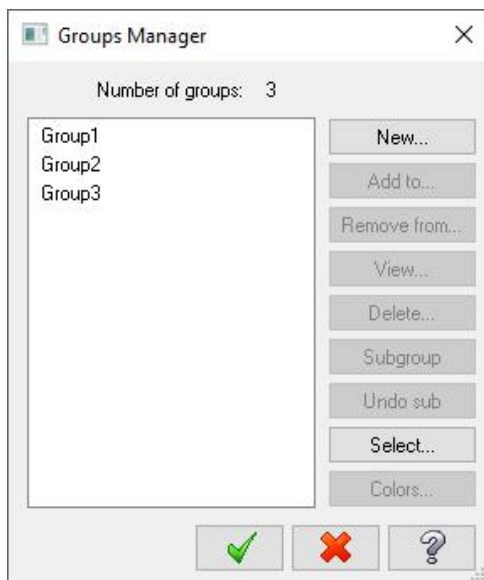 Groups Manager
Number of groups: 3
Group1
Group2
Group3
New...
Add to...
Remove from...
View...
Delete...
Subgroup
Undo sub
Select...
Colors...